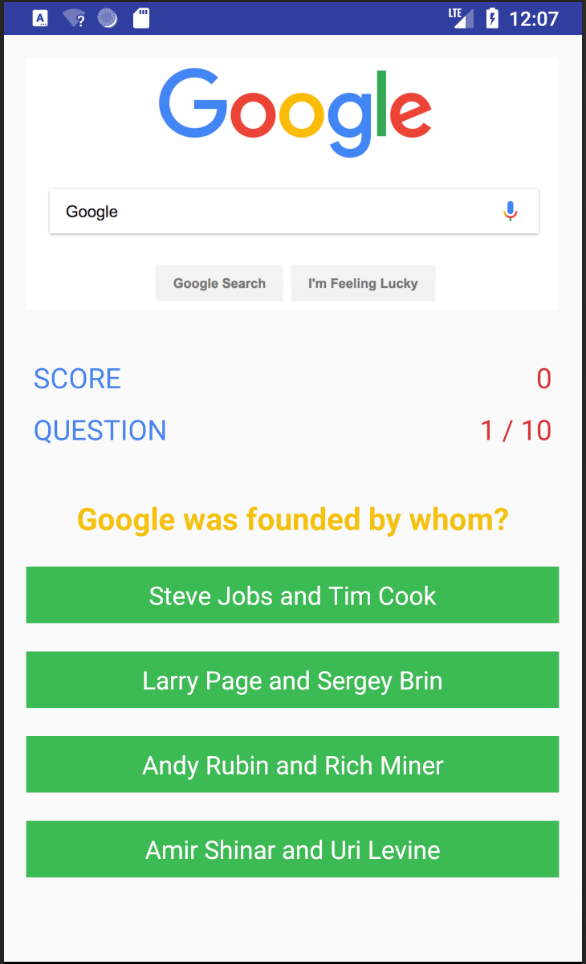 LTE 12:07
Google
Google
Google Search I'm Feeling Lucky
SCORE 0
QUESTION 1 / 10
Google was founded by whom?
Steve Jobs and Tim Cook
Larry Page and Sergey Brin
Andy Rubin and Rich Miner
Amir Shinar and Uri Levine